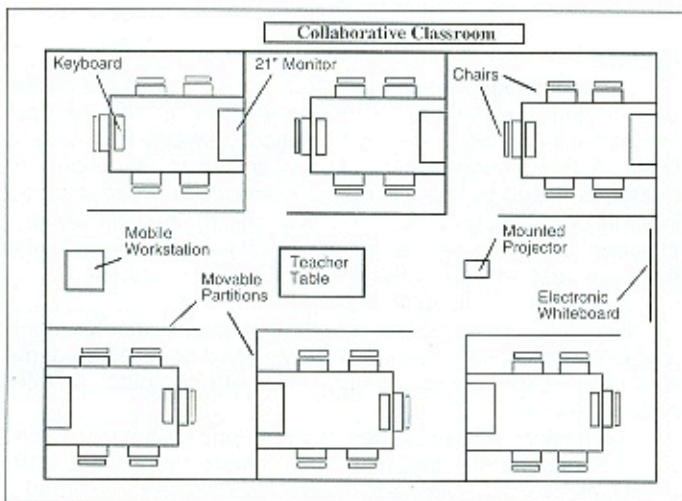 Collaborative Classroom
Keyboard
21" Monitor
Chairs
Mobile
Workstation
Teacher
Table
Mounted
Projector
Movable
Partitions
Electronic
Whiteboard